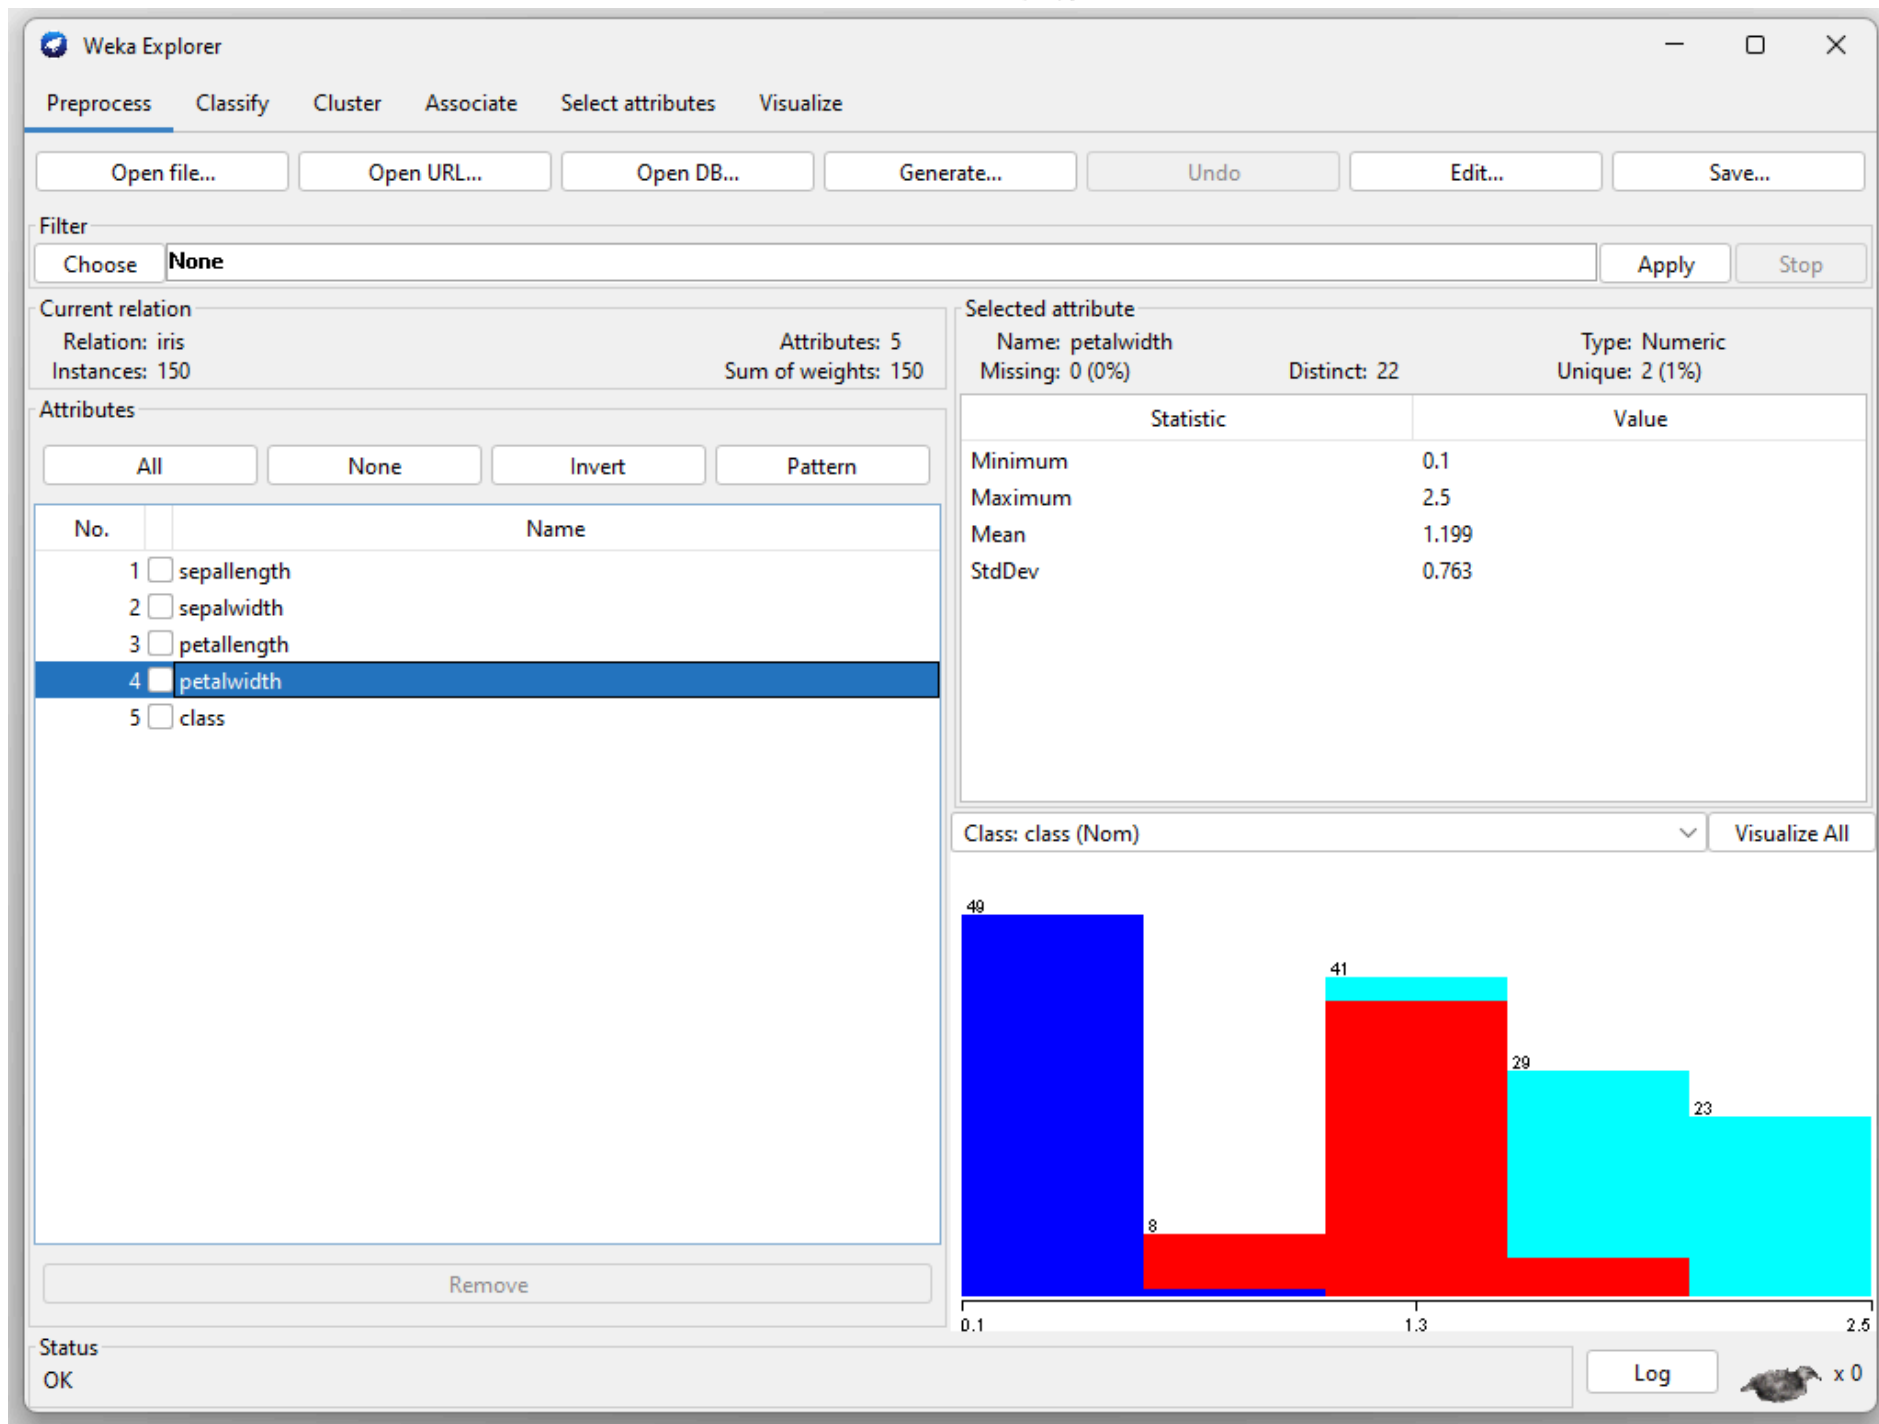 Weka Explorer
Preprocess Classify Cluster Associate Select attributes Visualize
Open file... Open URL... Open DB... Generate... Undo Edit... Save...
Filter
Choose None Apply Stop
Current relation
Relation: iris Attributes: 5
Instances: 150 Sum of weights: 150
Attributes
All None Invert Pattern
No. Name
1 sepallength
2 sepalwidth
3 petallength
4 petalwidth
5 class
Remove
Selected attribute
Name: petalwidth Type: Numeric
Missing: 0 (0%) Distinct: 22 Unique: 2 (1%)
Statistic Value
Minimum 0.1
Maximum 2.5
Mean 1.199
StdDev 0.763
Class: class (Nom) Visualize All
49
41
29
23
8
0.1 1.3 2.5
Status
OK
Log x 0